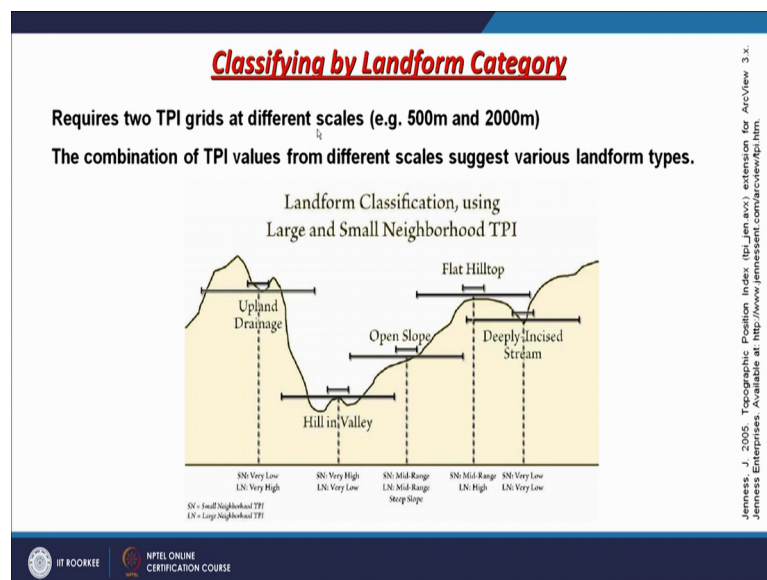 Classifying by Landform Category
Requires two TPI grids at different scales (e.g. 500m and 2000m)
The combination of TPI values from different scales suggest various landform types.
Landform Classification, using
Large and Small Neighborhood TPI
Flat Hilltop
Upland
Drainage
Open Slope
Deeply-Incised
Stream
Hill in Valley
SN: Very Low
LN: Very High
SN: Very High
LN: Very Low
SN: Mid-Range
LN: Mid-Range
Steep Slope
SN: Mid-Range
LN: High
SN: Very Low
LN: Very Low
SN = Small Neighborhood TPI
LN = Large Neighborhood TPI
Jenness, J. 2005. Topographic Position Index (tpi_jen.avx) extension for ArcView 3.x.
Jenness Enterprises. Available at: http://www.jennessent.com/arcview/tpi.htm.
IIT ROORKEE
NPTEL ONLINE
CERTIFICATION COURSE